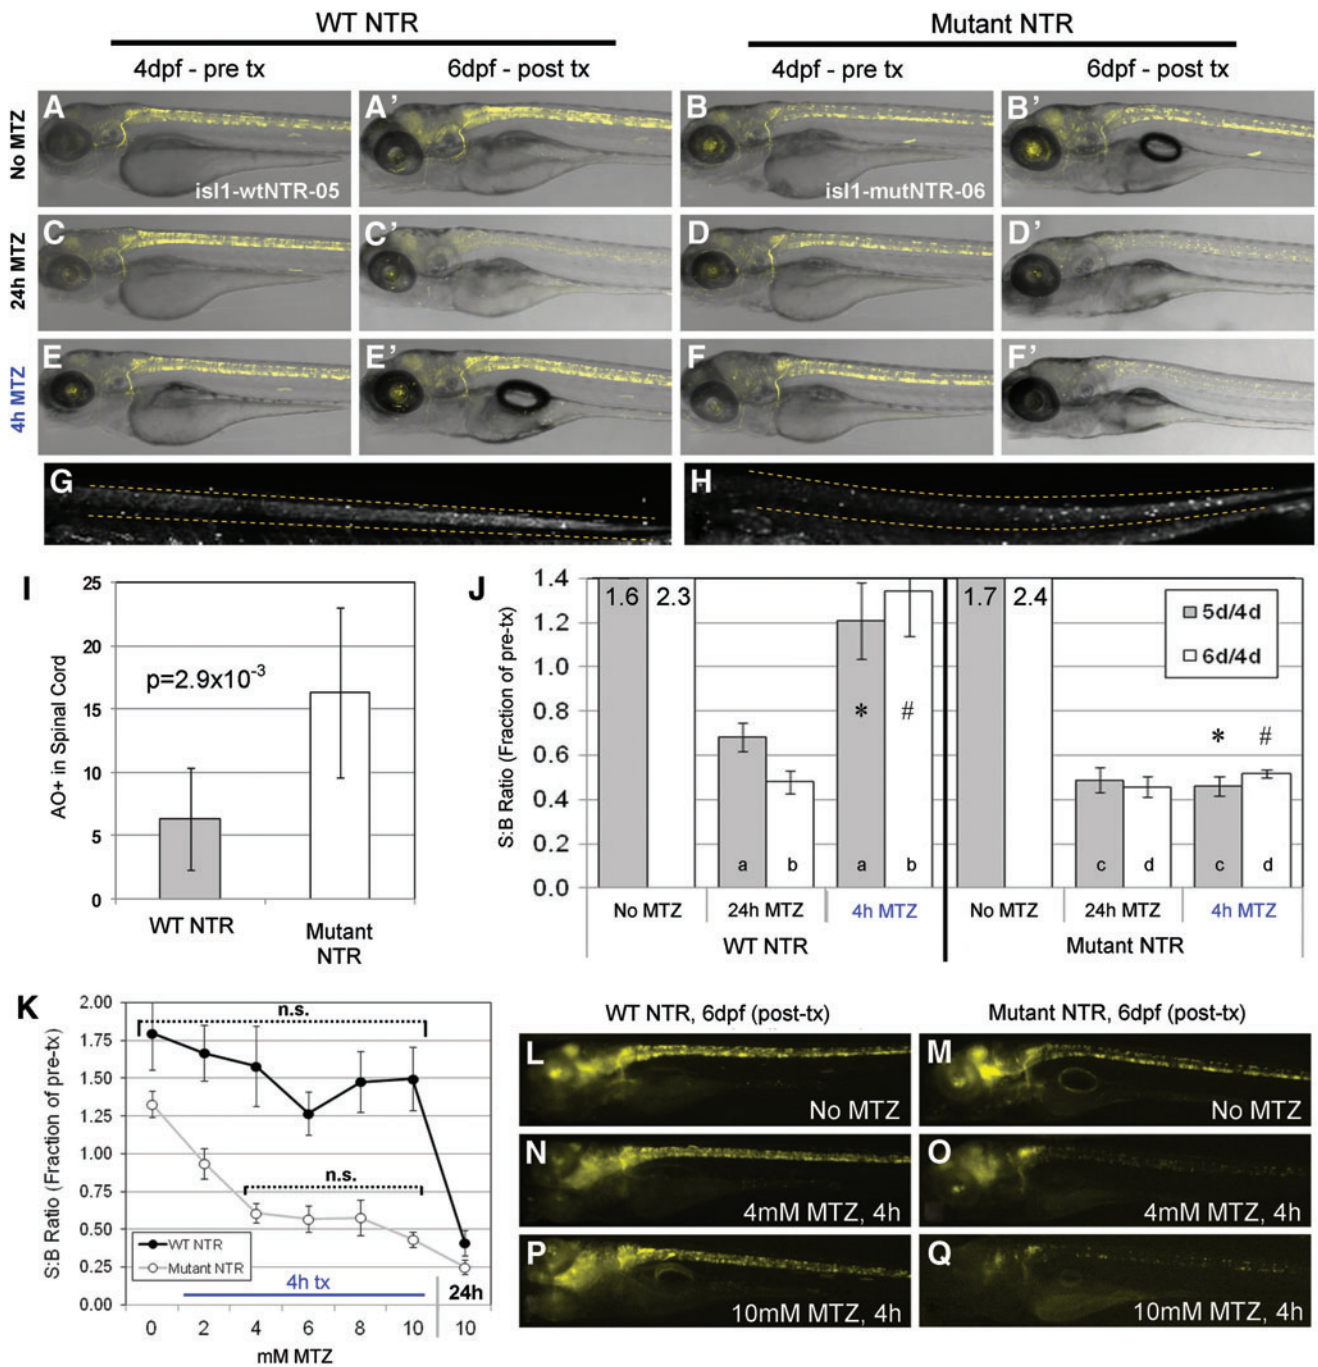 WT NTR
Mutant NTR
4dpf - pre tx
6dpf - post tx
4dpf - pre tx
6dpf - post tx
No MTZ
A
isl1-wtNTR-05
A'
B
isl1-mutNTR-06
B'
24h MTZ
C
C'
D
D'
4h MTZ
E
E'
F
F'
G
H
I
AO+ in Spinal Cord
25
20
15
10
5
0
p=2.9x10-3
WT NTR
Mutant
NTR
J
S:B Ratio (Fraction of pre-tx)
1.4
1.2
1.0
0.8
0.6
0.4
0.2
0.0
1.6
2.3
1.7
2.4
5d/4d
6d/4d
* #
* #
a b a b c d c d
No MTZ 24h MTZ 4h MTZ No MTZ 24h MTZ 4h MTZ
WT NTR
Mutant NTR
K
S:B Ratio (Fraction of pre-tx)
2.00
1.75
1.50
1.25
1.00
0.75
0.50
0.25
0.00
n.s.
n.s.
WT NTR
Mutant NTR
4h tx
24h
0 2 4 6 8 10 10
mM MTZ
WT NTR, 6dpf (post-tx)
Mutant NTR, 6dpf (post-tx)
L
No MTZ
M
No MTZ
N
4mM MTZ, 4h
O
4mM MTZ, 4h
P
10mM MTZ, 4h
Q
10mM MTZ, 4h